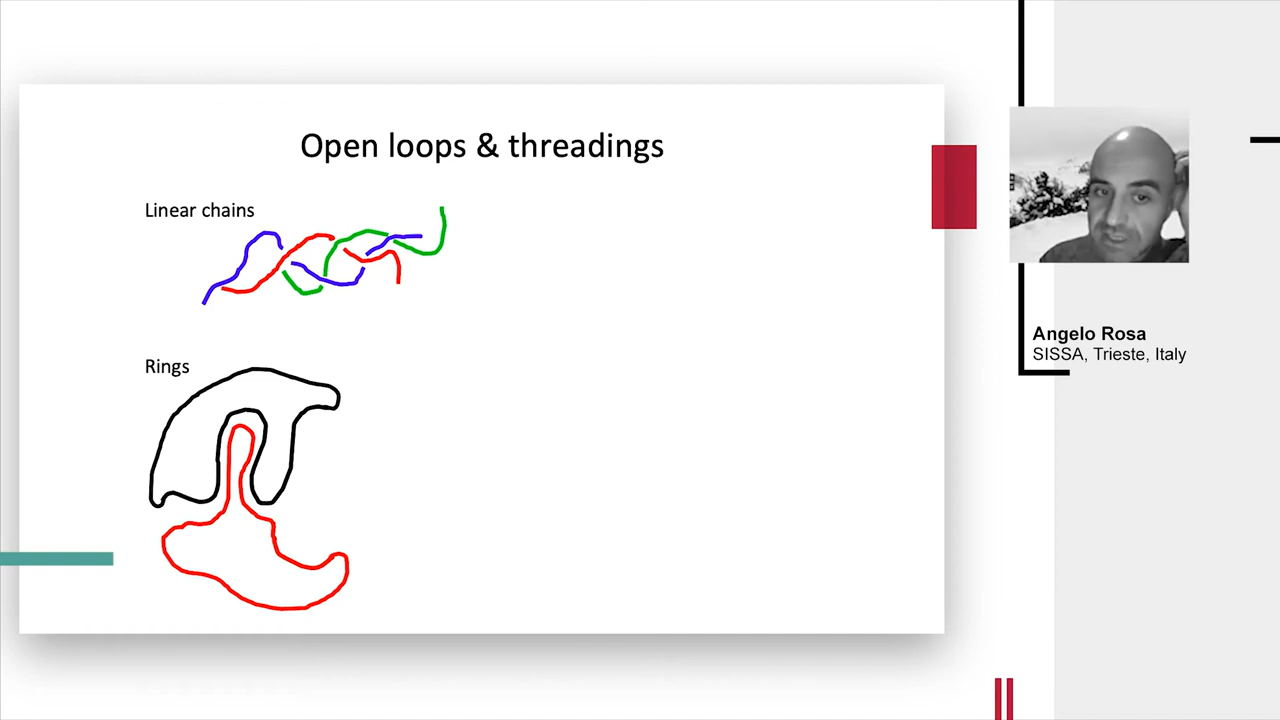 Open loops & threadings
Linear chains
Rings
Angelo Rosa
SISSA, Trieste, Italy